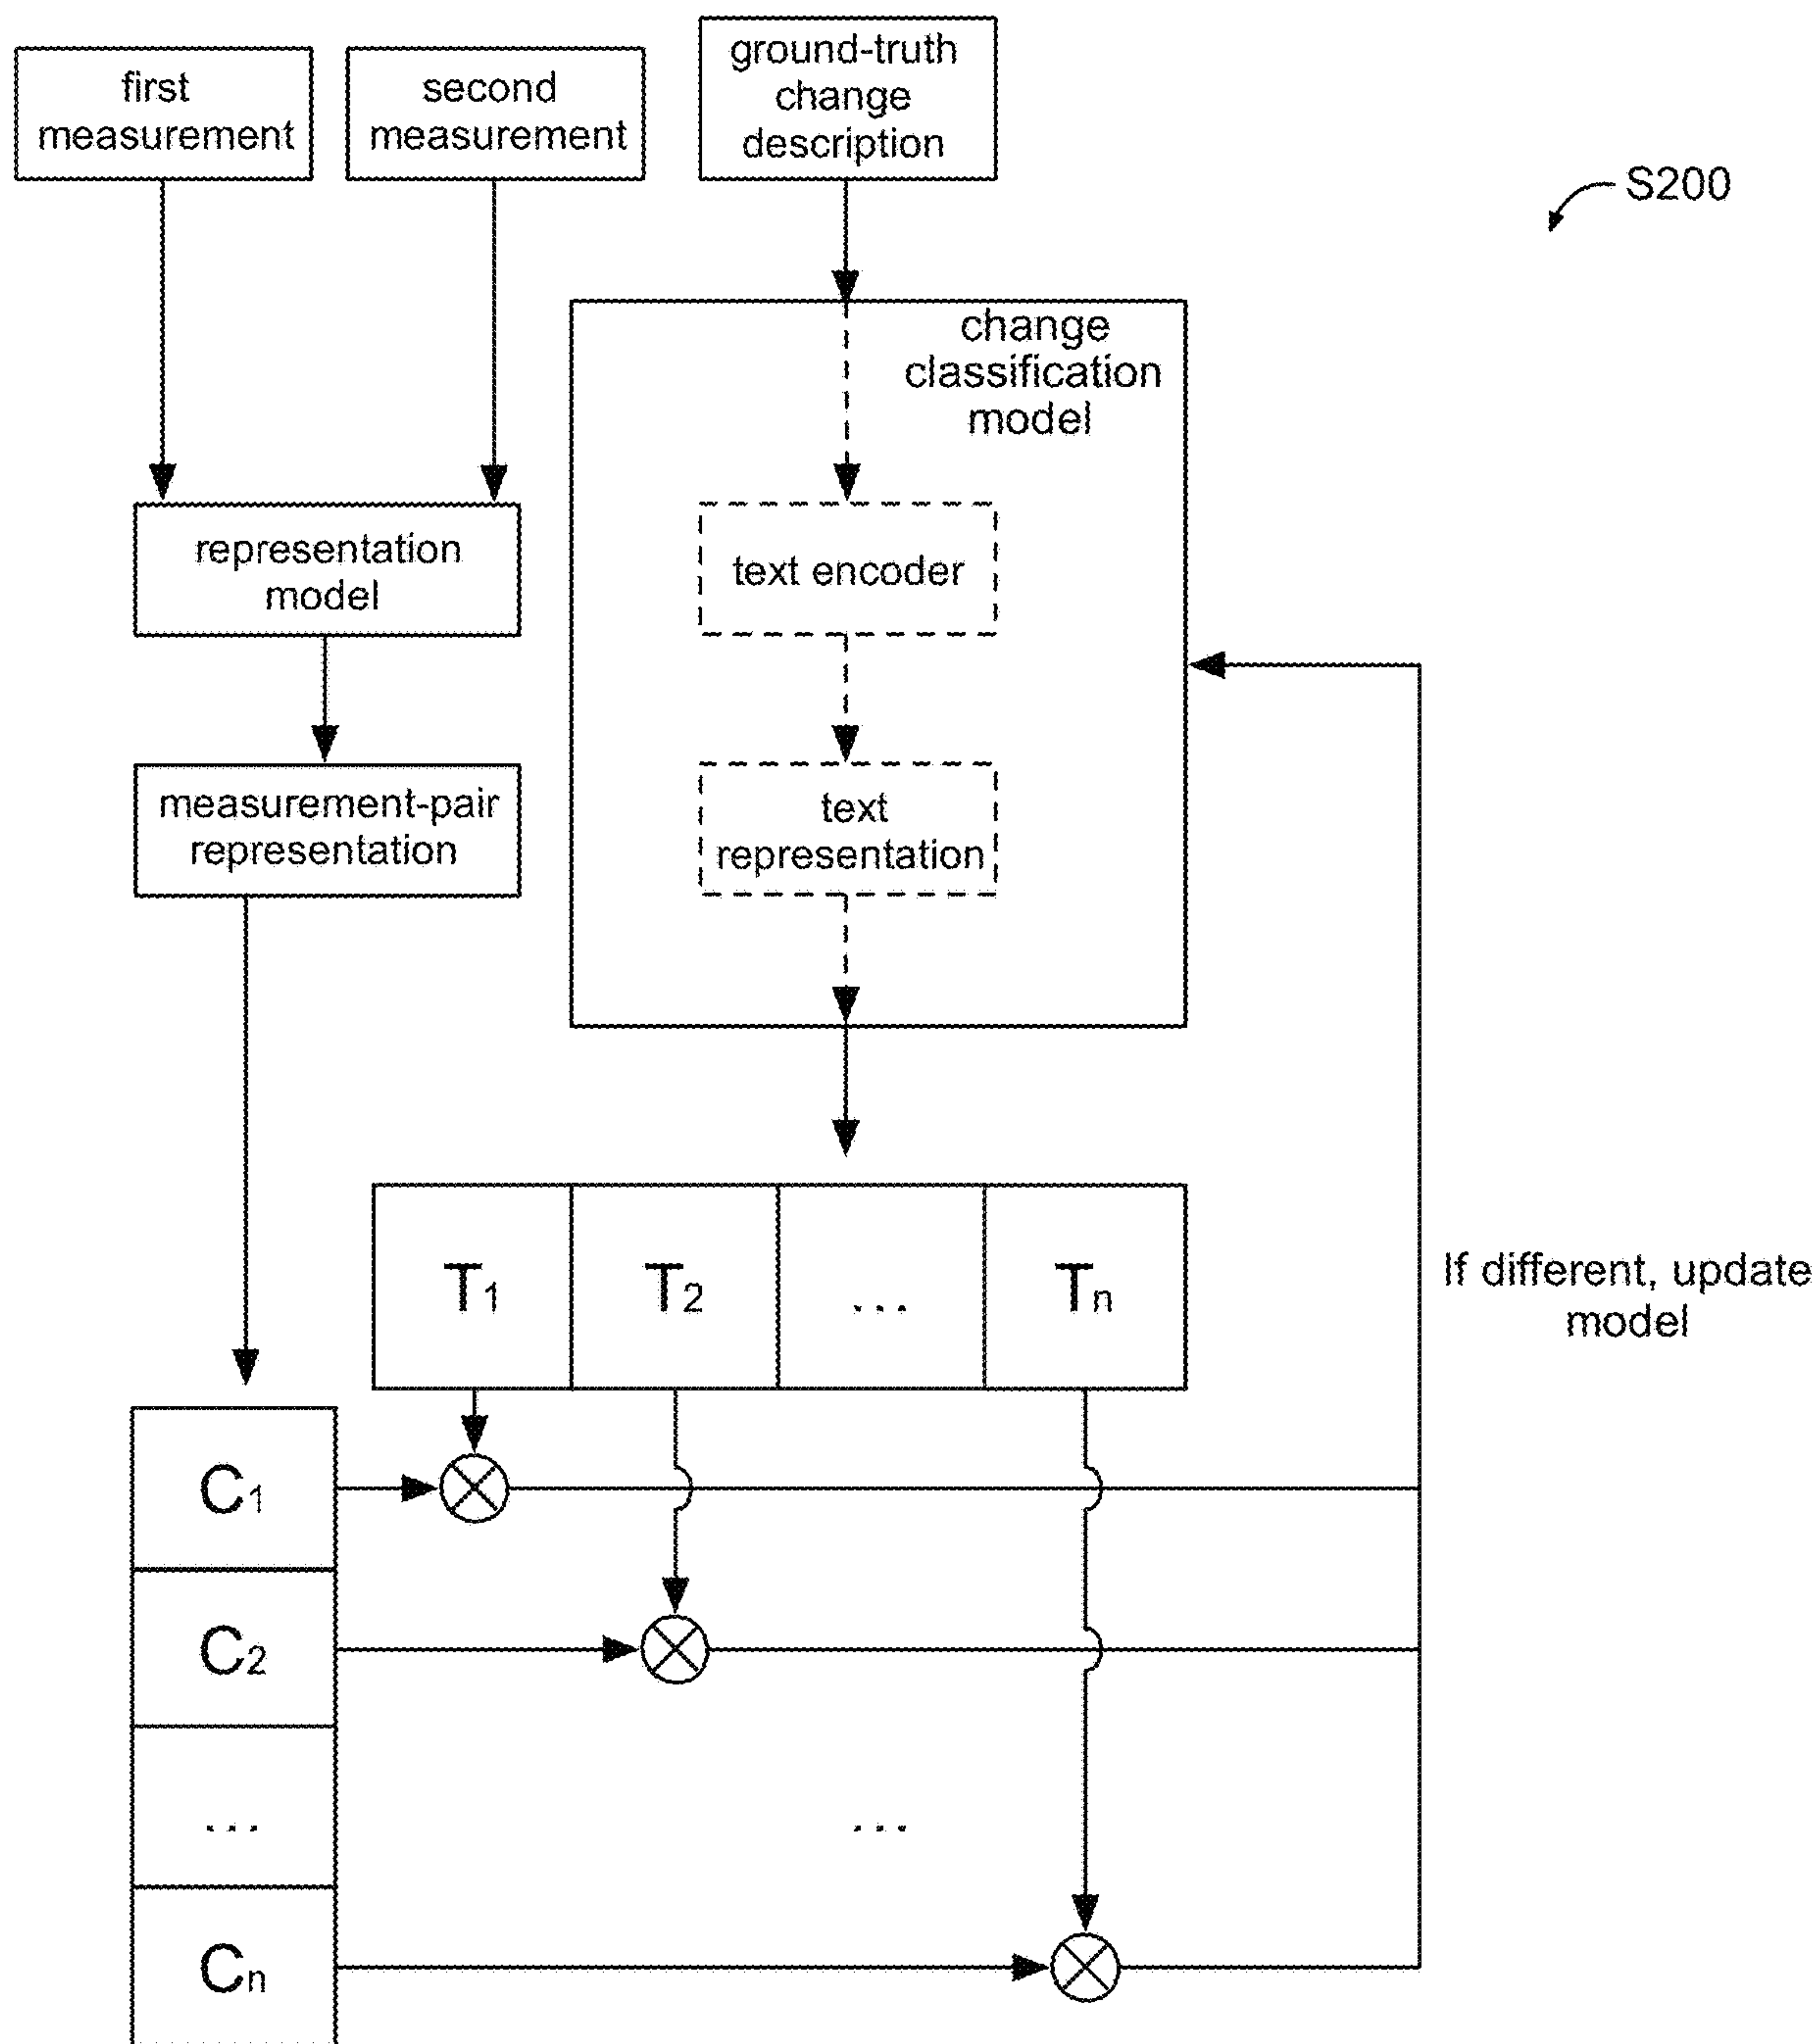 first
measurement
second
measurement
ground-truth
change
description
S200
change
classification
model
representation
model
text encoder
measurement-pair
representation
text
representation
T1
T2
...
Tn
If different, update
model
C1
C2
...
...
Cn